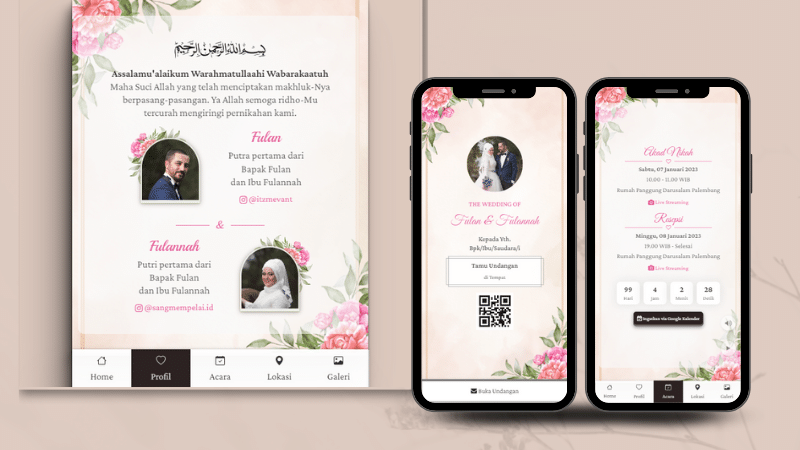 بِسْمِ اللهِ الرَّحْمٰنِ الرَّحِيْمِ
Assalamu'alaikum Warahmatullaahi Wabarakaatuh
Maha Suci Allah yang telah menciptakan makhluk-Nya
berpasang-pasangan. Ya Allah semoga ridho-Mu
tercurah mengiringi pernikahan kami.
Fulan
Putra pertama dari
Bapak Fulan
dan Ibu Fulannah
@itzmevant
&
Fulannah
Putri pertama dari
Bapak Fulan
dan Ibu Fulannah
@sangmempelai.id
Home
Profil
Acara
Lokasi
Galeri
THE WEDDING OF
Fulan & Fulannah
Kepada Yth.
Bpk/Ibu/Saudara/i
Tamu Undangan
di Tempat
Buka Undangan
Akad Nikah
Sabtu, 07 Januari 2023
10.00 - 11.00 WIB
Rumah Panggung Darusalam Palembang
Live Streaming
Resepsi
Minggu, 08 Januari 2023
19.00 WIB - Selesai
Rumah Panggung Darusalam Palembang
Live Streaming
99
4
2
28
Hari
Jam
Menit
Detik
Ingatkan via Google Kalender
Home
Profil
Acara
Lokasi
Galeri